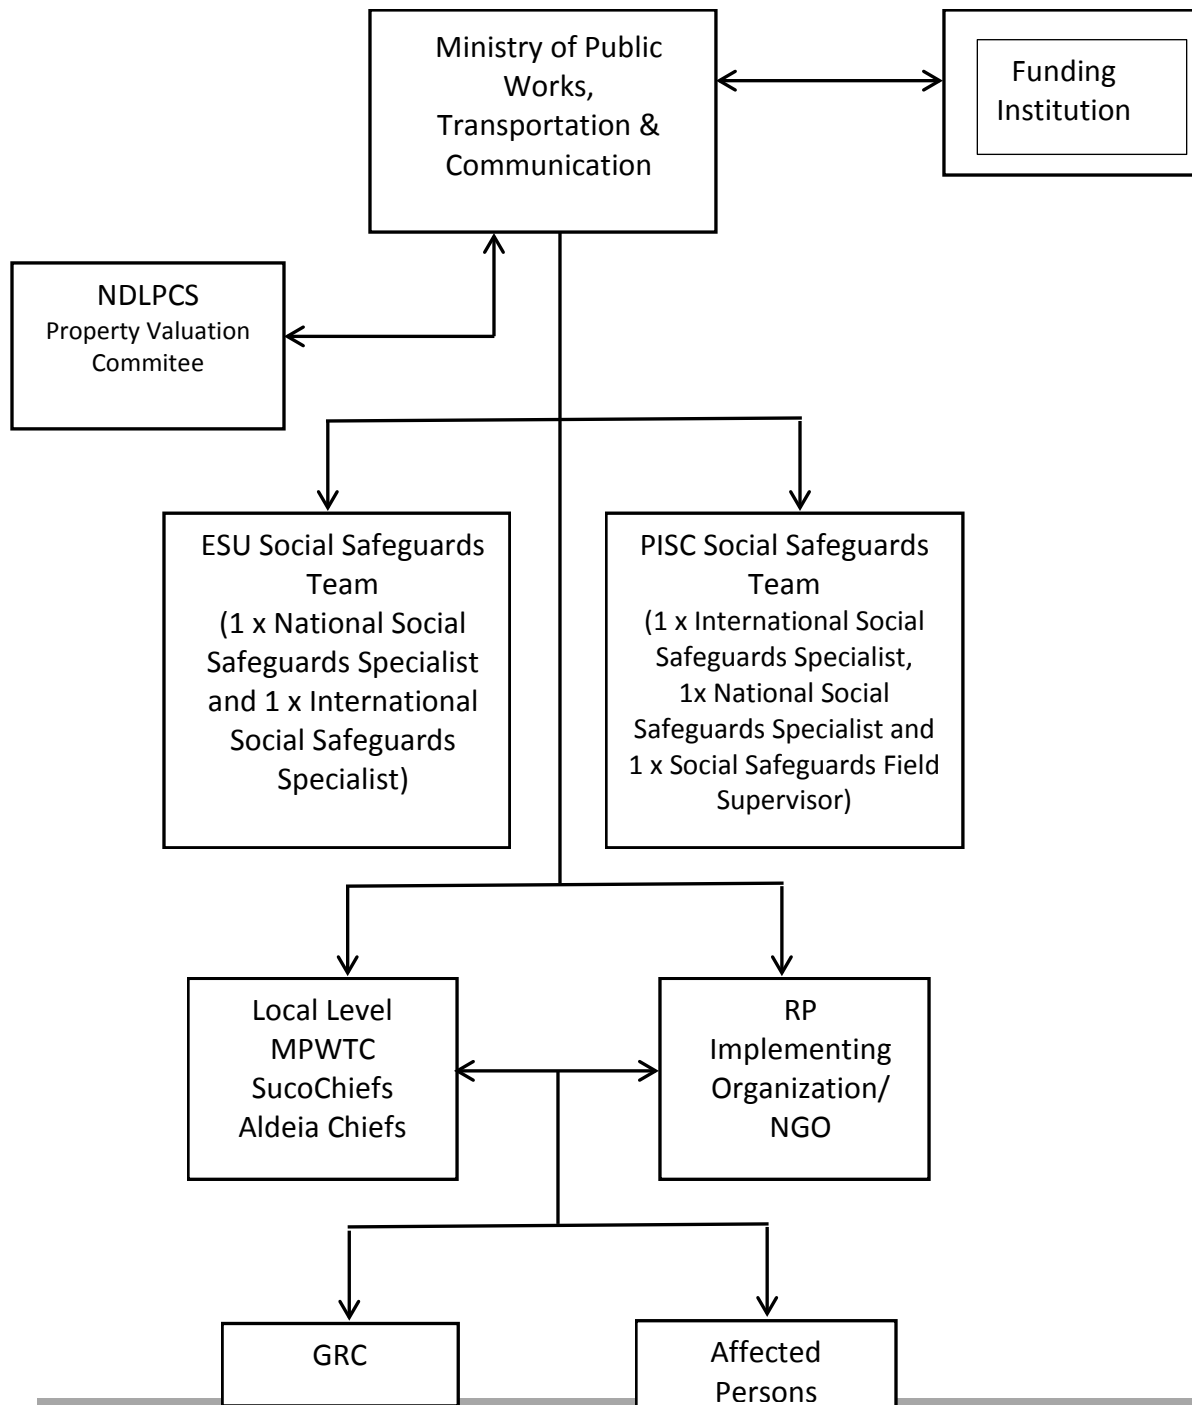 Ministry of Public
Works,
Transportation &
Communication
Funding
Institution
NDLPCS
Property Valuation
Commitee
ESU Social Safeguards
Team
(1 x National Social
Safeguards Specialist
and 1 x International
Social Safeguards
Specialist)
PISC Social Safeguards
Team
(1 x International Social
Safeguards Specialist,
1x National Social
Safeguards Specialist and
1 x Social Safeguards Field
Supervisor)
Local Level
MPWTC
SucoChiefs
Aldeia Chiefs
RP
Implementing
Organization/
NGO
GRC
Affected
Persons